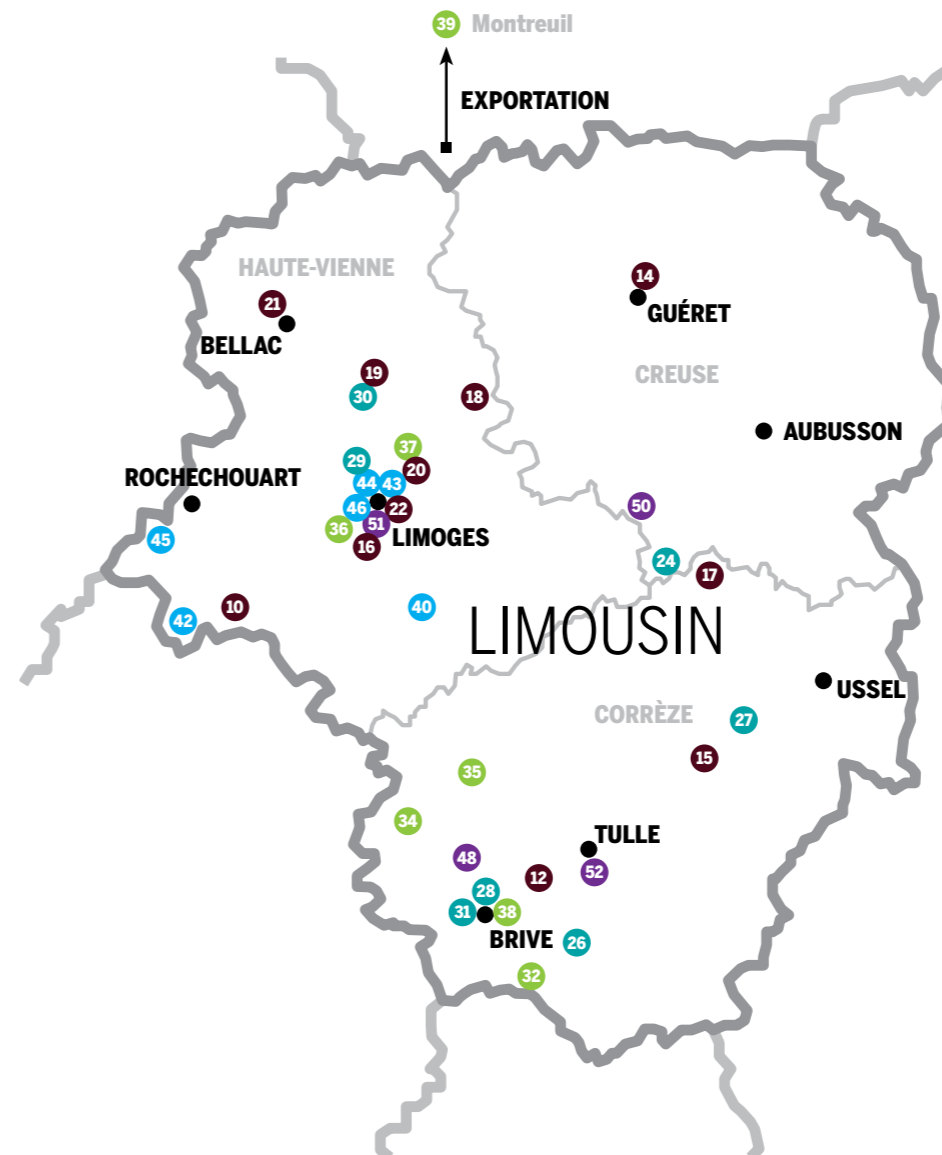 39 Montreuil
EXPORTATION
HAUTE-VIENNE
14
21
GUÉRET
BELLAC
19
CREUSE
30
18
AUBUSSON
37
29
20
ROCHECHOUART
44
43
50
46
22
51
36
LIMOGES
45
16
24
17
10
40
42
LIMOUSIN
USSEL
CORRÈZE
27
15
35
34
TULLE
48
52
12
28
31
38
BRIVE
26
32